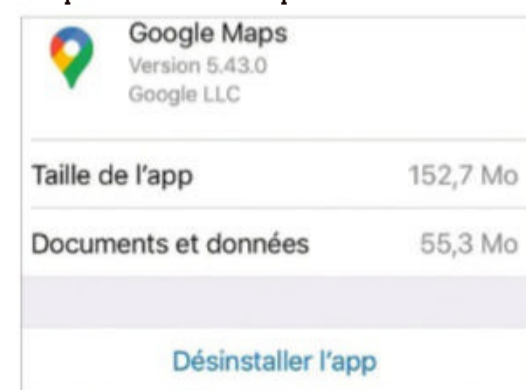 Google Maps
Version 5.43.0
Google LLC
Taille de l'app 152,7 Mo
Documents et données 55,3 Mo
Désinstaller l'app